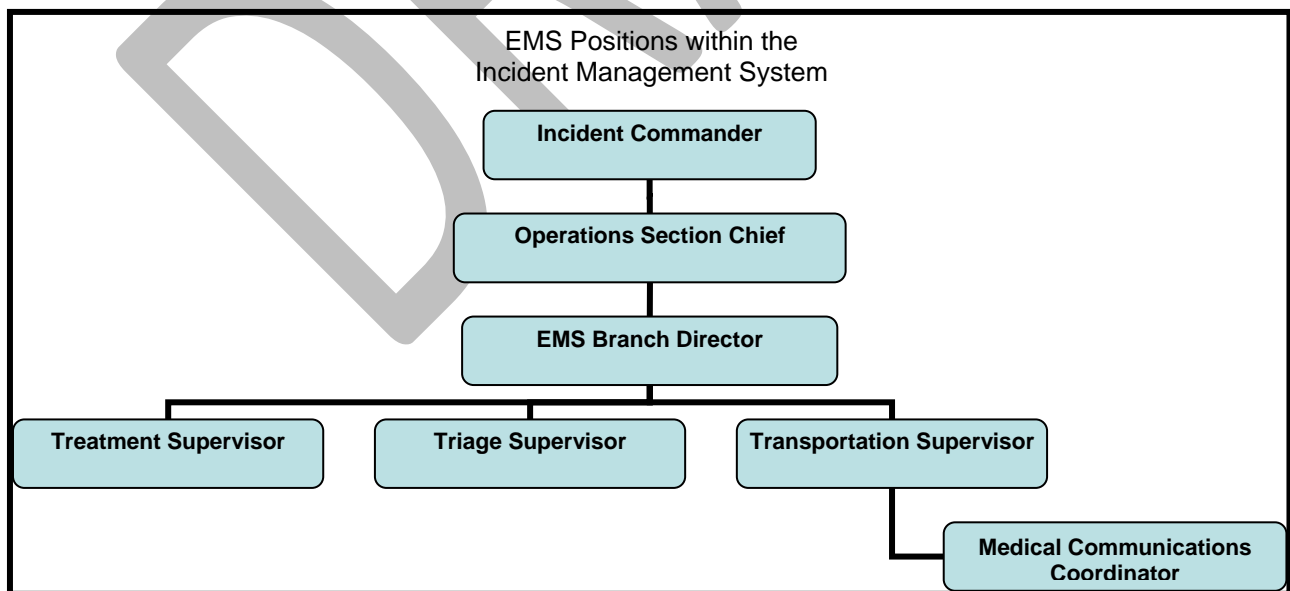 EMS Positions within the
Incident Management System
Incident Commander
Operations Section Chief
EMS Branch Director
Treatment Supervisor
Triage Supervisor
Transportation Supervisor
Medical Communications
Coordinator